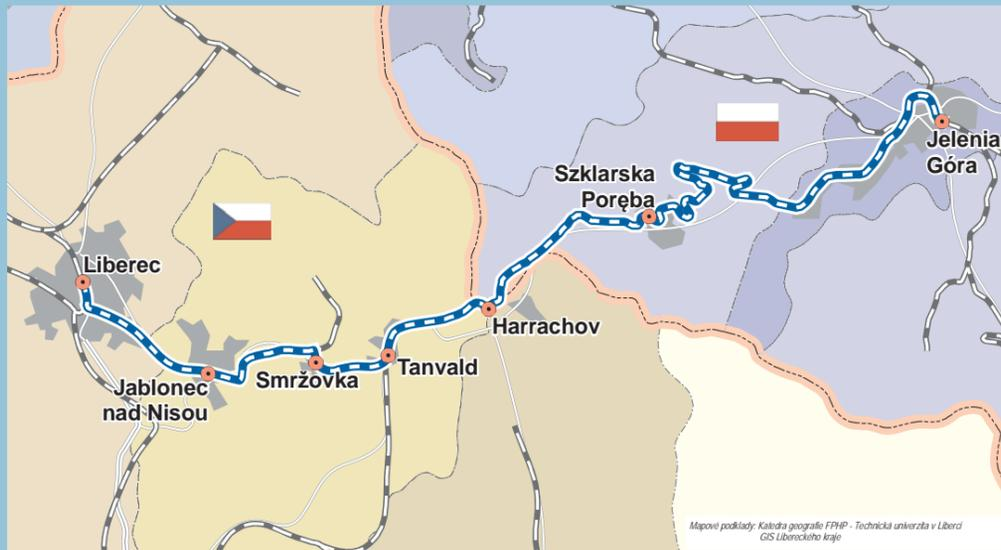 Jelenia
Góra
Szklarska
Poręba
Liberec
Harrachov
Tanvald
Smržovka
Jablonec
nad Nisou
Mapové podklady: Katedra geografie FPHP - Technická univerzita v Liberci
GIS Libereckého kraje